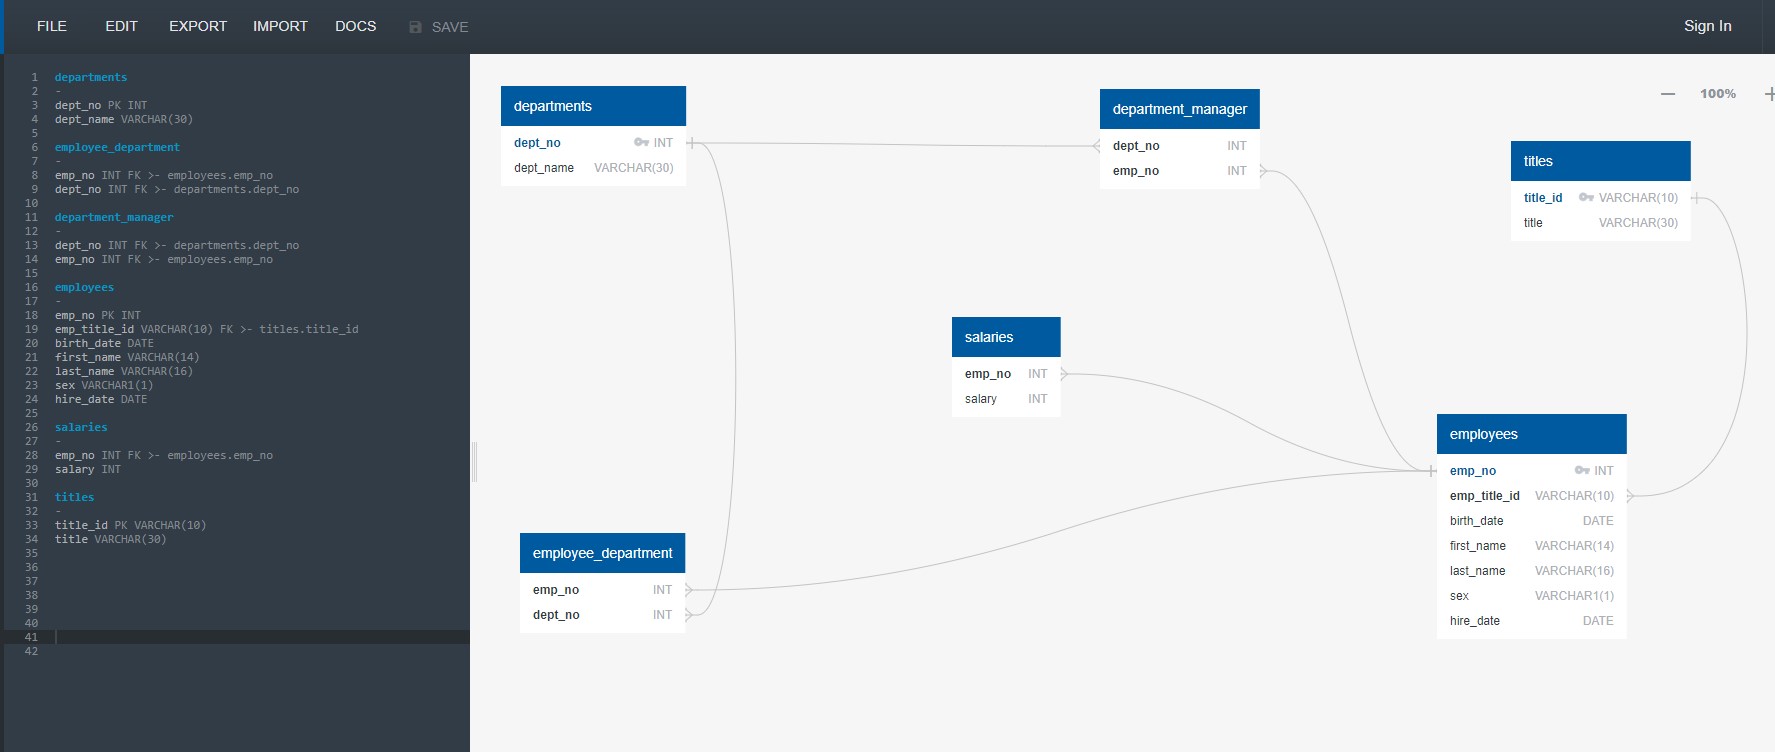 FILE EDIT EXPORT IMPORT DOCS SAVE Sign In
1 departments
2 -
3 dept_no PK INT
4 dept_name VARCHAR(30)
5
6 employee_department
7 -
8 emp_no INT FK >- employees.emp_no
9 dept_no INT FK >- departments.dept_no
10
11 department_manager
12 -
13 dept_no INT FK >- departments.dept_no
14 emp_no INT FK >- employees.emp_no
15
16 employees
17 -
18 emp_no PK INT
19 emp_title_id VARCHAR(10) FK >- titles.title_id
20 birth_date DATE
21 first_name VARCHAR(14)
22 last_name VARCHAR(16)
23 sex VARCHAR1(1)
24 hire_date DATE
25
26 salaries
27 -
28 emp_no INT FK >- employees.emp_no
29 salary INT
30
31 titles
32 -
33 title_id PK VARCHAR(10)
34 title VARCHAR(30)
35
36
37
38
39
40
41
42
100%
departments
dept_no INT
dept_name VARCHAR(30)
department_manager
dept_no INT
emp_no INT
titles
title_id VARCHAR(10)
title VARCHAR(30)
salaries
emp_no INT
salary INT
employees
emp_no INT
emp_title_id VARCHAR(10)
birth_date DATE
first_name VARCHAR(14)
last_name VARCHAR(16)
sex VARCHAR1(1)
hire_date DATE
employee_department
emp_no INT
dept_no INT